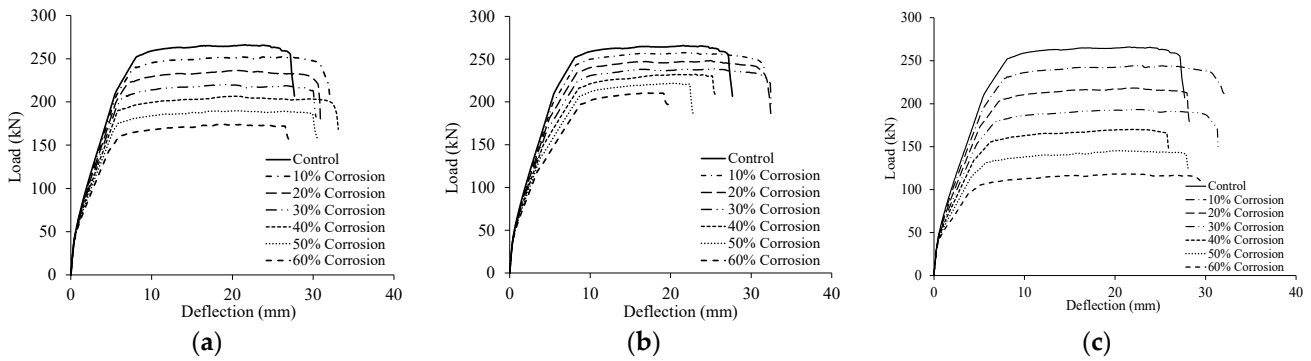 300
250
200
150
100
50
0
Load (kN)
0 10 20 30 40
Deflection (mm)
Control
10% Corrosion
20% Corrosion
30% Corrosion
40% Corrosion
50% Corrosion
60% Corrosion
(a)
300
250
200
150
100
50
0
Load (kN)
0 10 20 30 40
Deflection (mm)
Control
10% Corrosion
20% Corrosion
30% Corrosion
40% Corrosion
50% Corrosion
60% Corrosion
(b)
300
250
200
150
100
50
0
Load (kN)
0 10 20 30 40
Deflection (mm)
Control
10% Corrosion
20% Corrosion
30% Corrosion
40% Corrosion
50% Corrosion
60% Corrosion
(c)